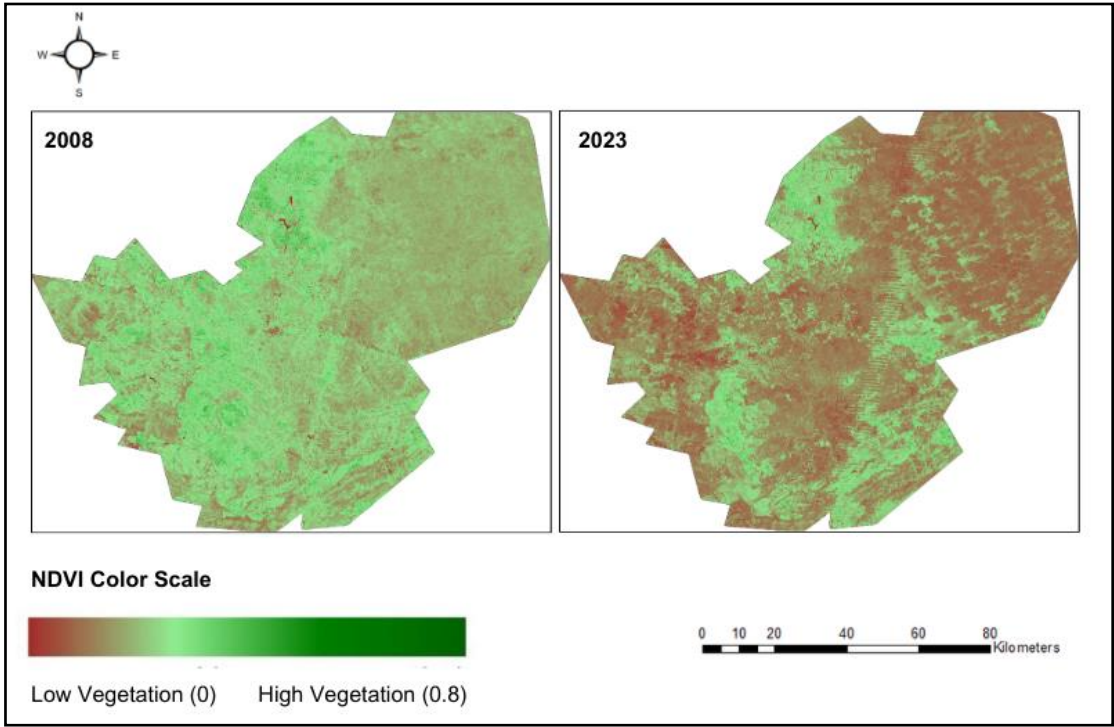 N
W E
S
2008
2023
NDVI Color Scale
0 10 20 40 60 80
Kilometers
Low Vegetation (0) High Vegetation (0.8)